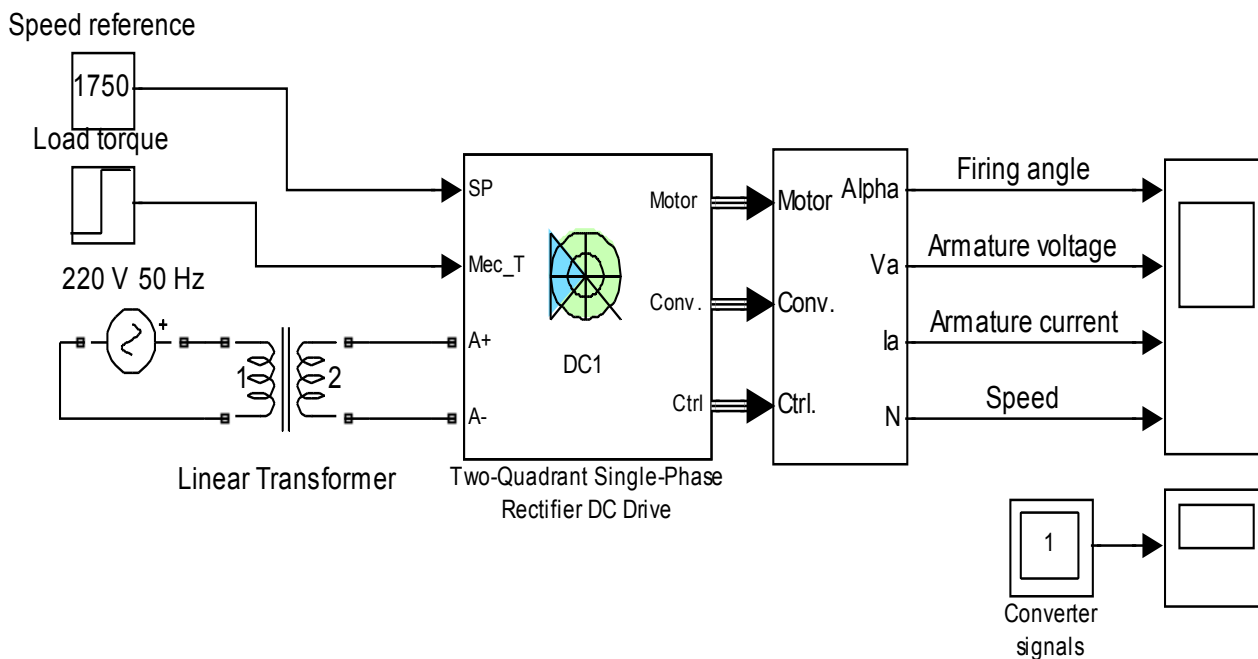 Speed reference
1750
Load torque
220 V 50 Hz
+
1
2
Linear Transformer
SP
Mec_T
A+
A-
DC1
Motor
Conv.
Ctrl
Two-Quadrant Single-Phase
Rectifier DC Drive
Motor
Conv.
Ctrl.
Alpha
Va
Ia
N
Firing angle
Armature voltage
Armature current
Speed
1
Converter
signals